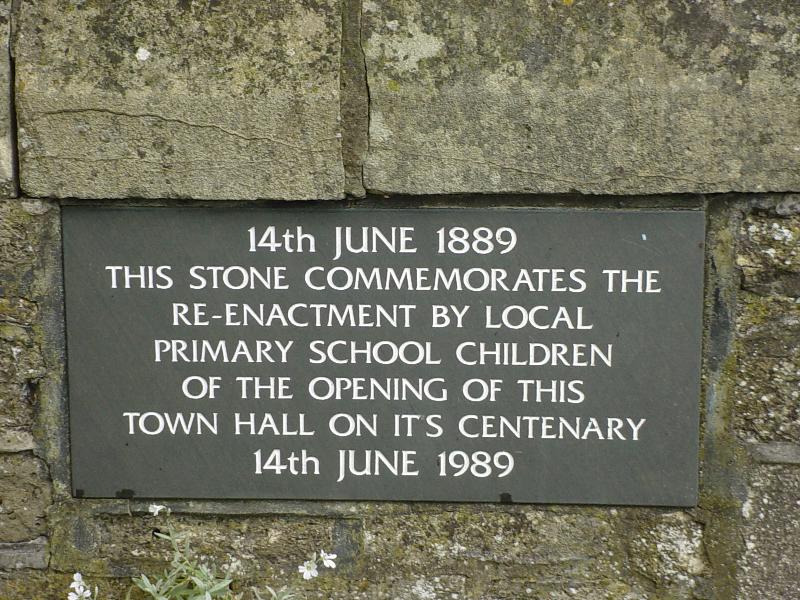 14th JUNE 1889
THIS STONE COMMEMORATES THE
RE-ENACTMENT BY LOCAL
PRIMARY SCHOOL CHILDREN
OF THE OPENING OF THIS
TOWN HALL ON IT'S CENTENARY
14th JUNE 1989